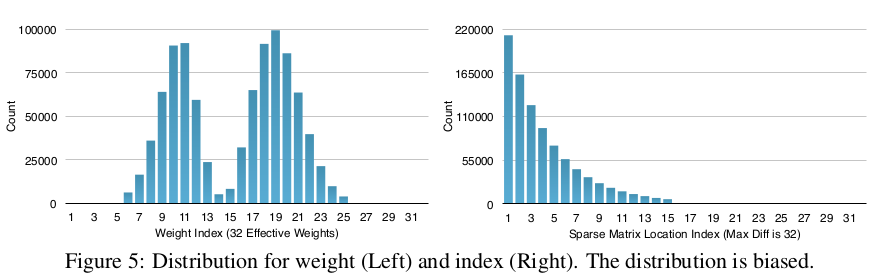 100000
75000
50000
25000
0
Count
1 3 5 7 9 11 13 15 17 19 21 23 25 27 29 31
Weight Index (32 Effective Weights)
220000
165000
110000
55000
0
Count
1 3 5 7 9 11 13 15 17 19 21 23 25 27 29 31
Sparse Matrix Location Index (Max Diff is 32)
Figure 5: Distribution for weight (Left) and index (Right). The distribution is biased.